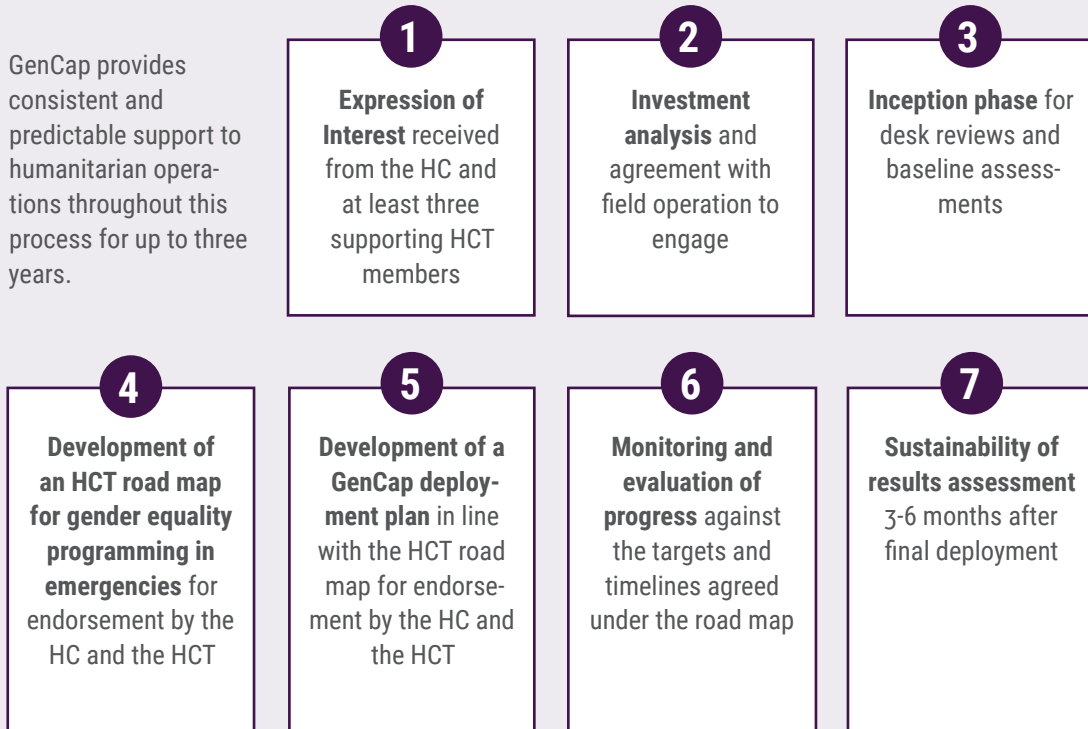 GenCap provides
consistent and
predictable support to
humanitarian opera-
tions throughout this
process for up to three
years.
1
Expression of
Interest received
from the HC and
at least three
supporting HCT
members
2
Investment
analysis and
agreement with
field operation to
engage
3
Inception phase for
desk reviews and
baseline assess-
ments
4
Development of
an HCT road map
for gender equality
programming in
emergencies for
endorsement by the
HC and the HCT
5
Development of a
GenCap deploy-
ment plan in line
with the HCT road
map for endorse-
ment by the HC and
the HCT
6
Monitoring and
evaluation of
progress against
the targets and
timelines agreed
under the road map
7
Sustainability of
results assessment
3-6 months after
final deployment